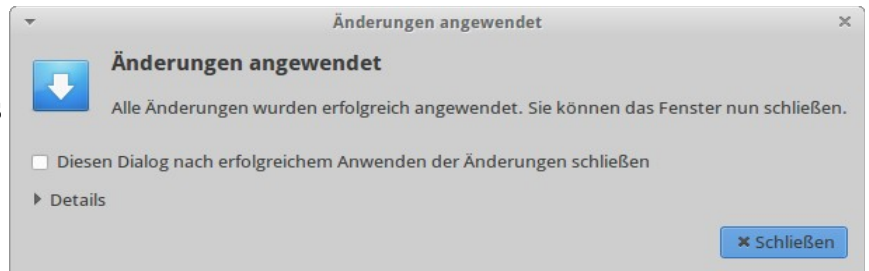 Änderungen angewendet
Änderungen angewendet
Alle Änderungen wurden erfolgreich angewendet. Sie können das Fenster nun schließen.
Diesen Dialog nach erfolgreichem Anwenden der Änderungen schließen
Details
Schließen